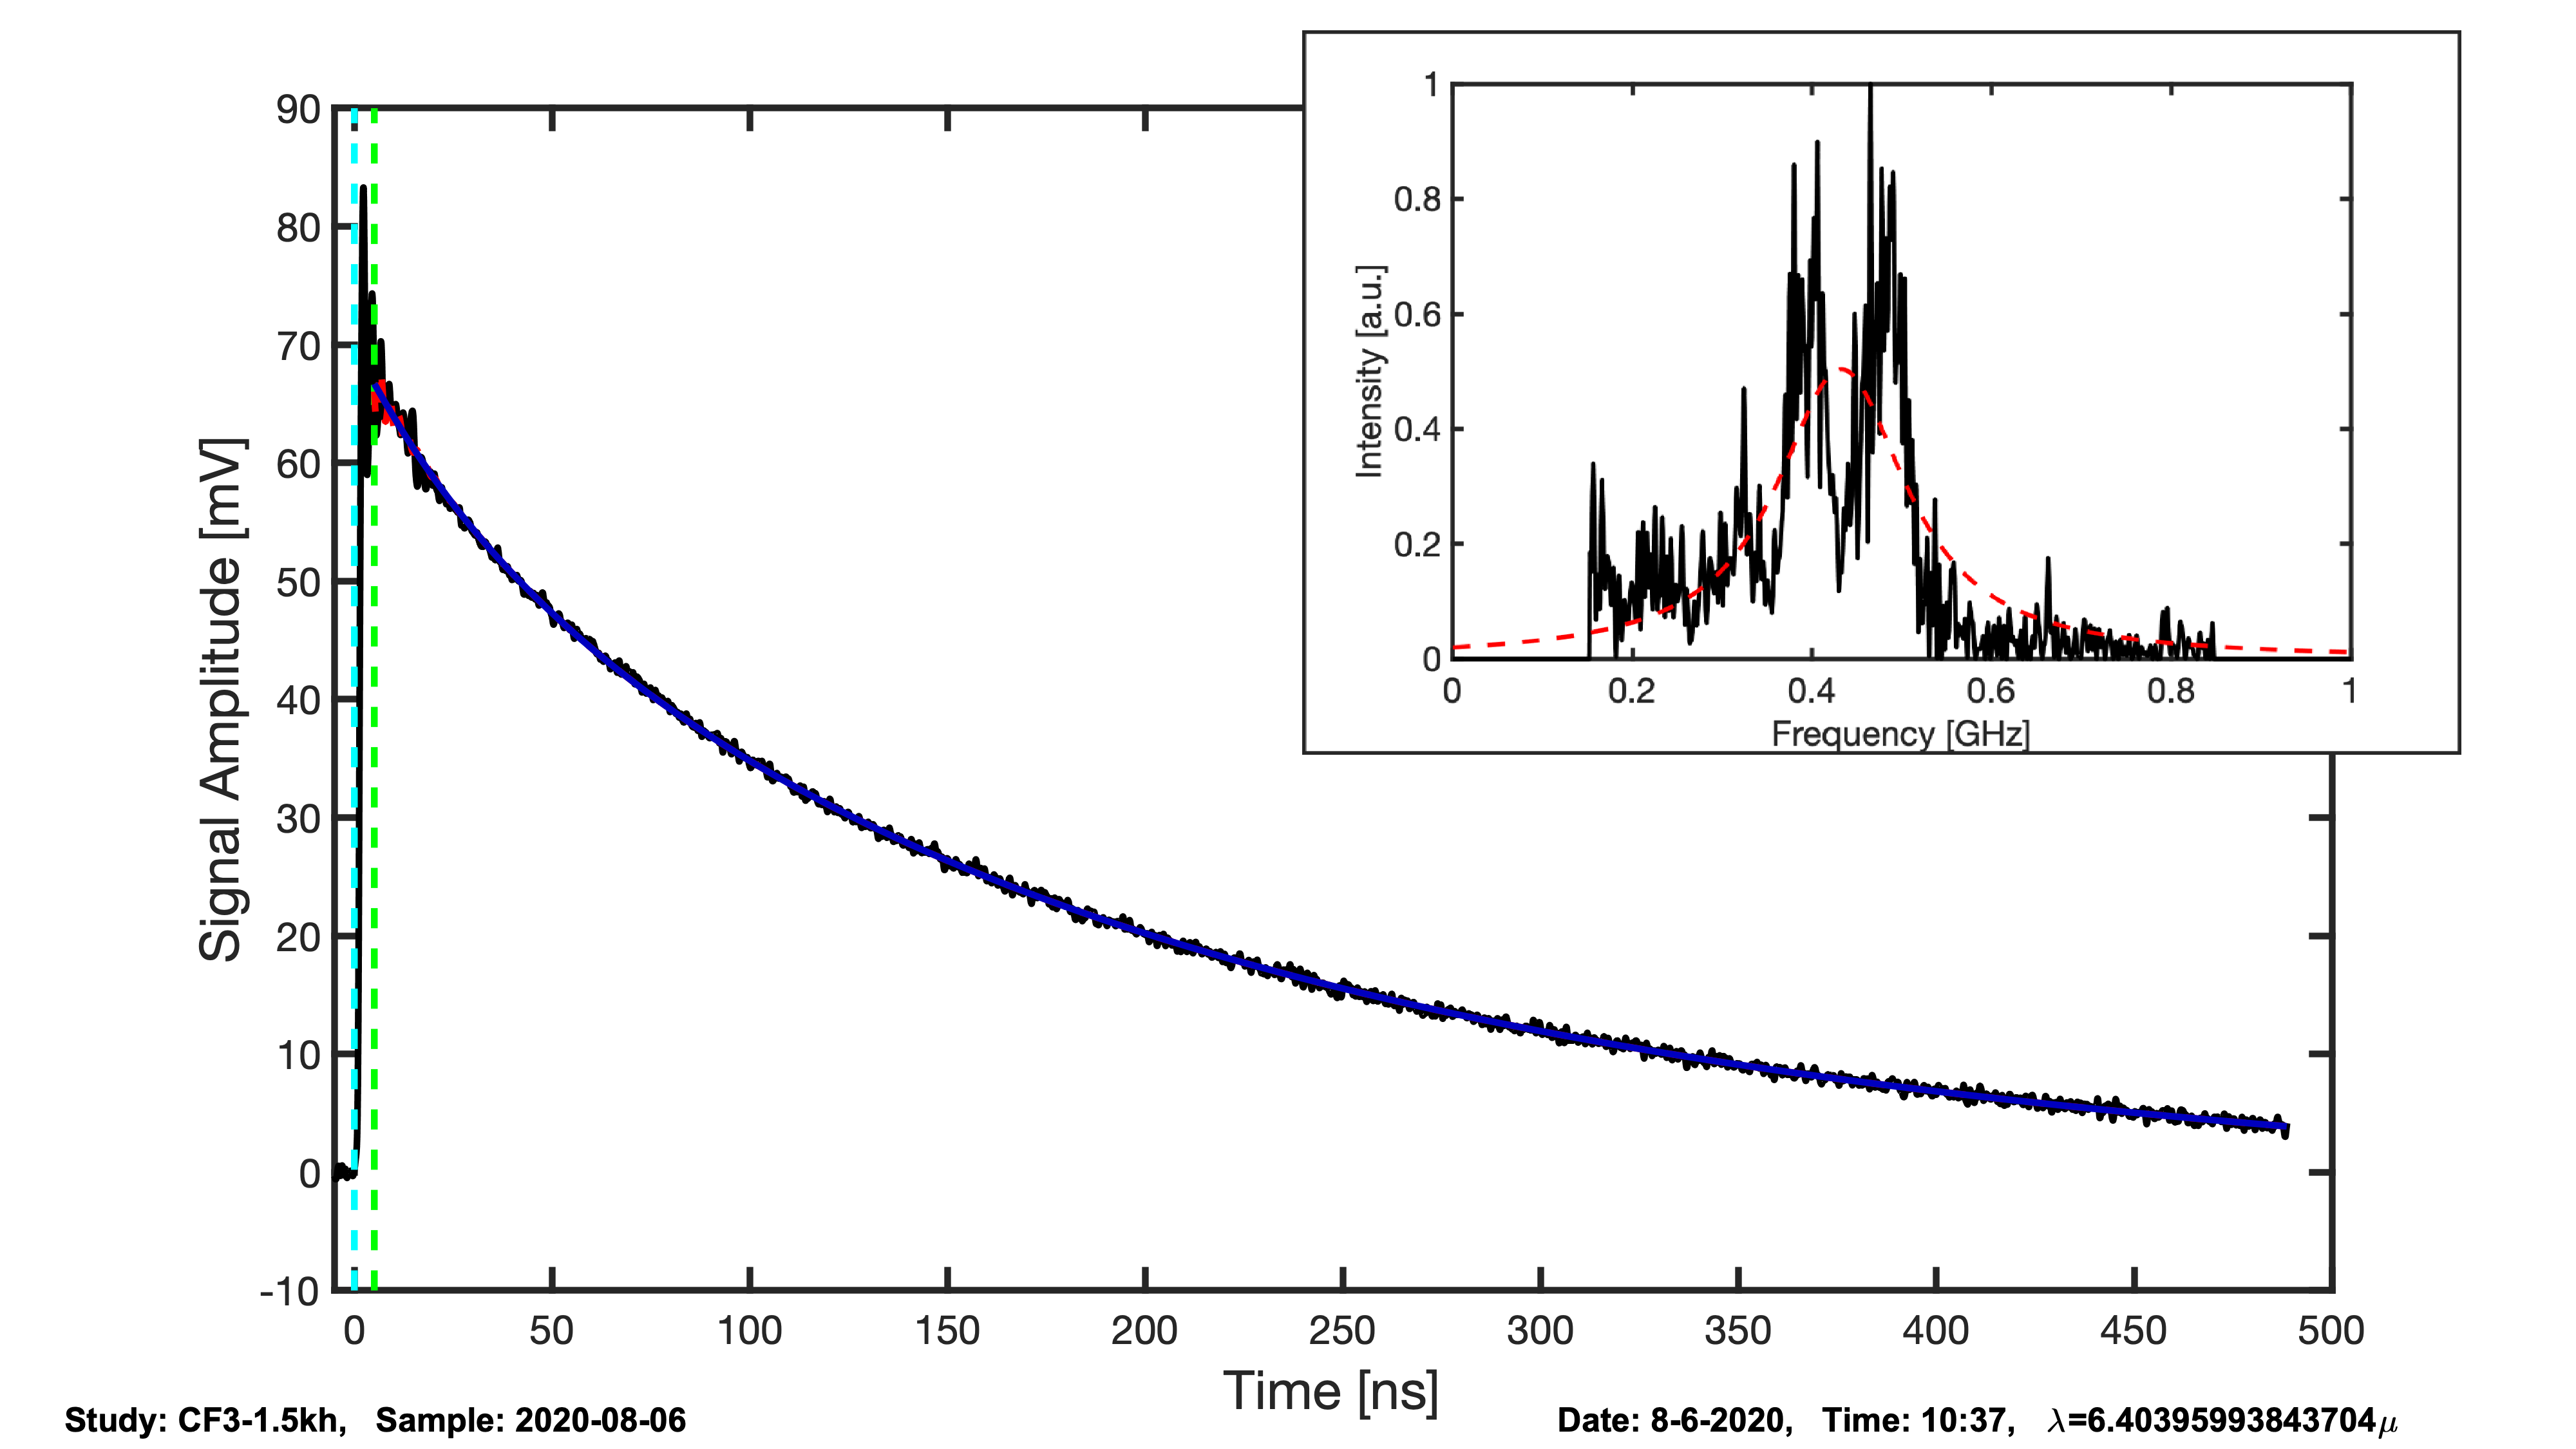 90
80
70
60
50
40
30
20
10
0
-10
Signal Amplitude [mV]
0 50 100 150 200 250 300 350 400 450 500
Time [ns]
1
0.8
0.6
0.4
0.2
0
Intensity [a.u.]
0 0.2 0.4 0.6 0.8 1
Frequency [GHz]
Study: CF3-1.5kh, Sample: 2020-08-06
Date: 8-6-2020, Time: 10:37, λ=6.40395993843704μ